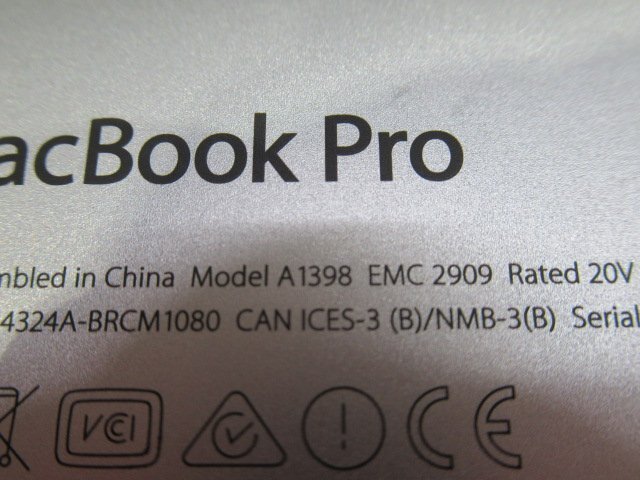 acBook Pro
mbled in China Model A1398 EMC 2909 Rated 20V
4324A-BRCM1080 CAN ICES-3 (B)/NMB-3(B) Serial
VCI CE